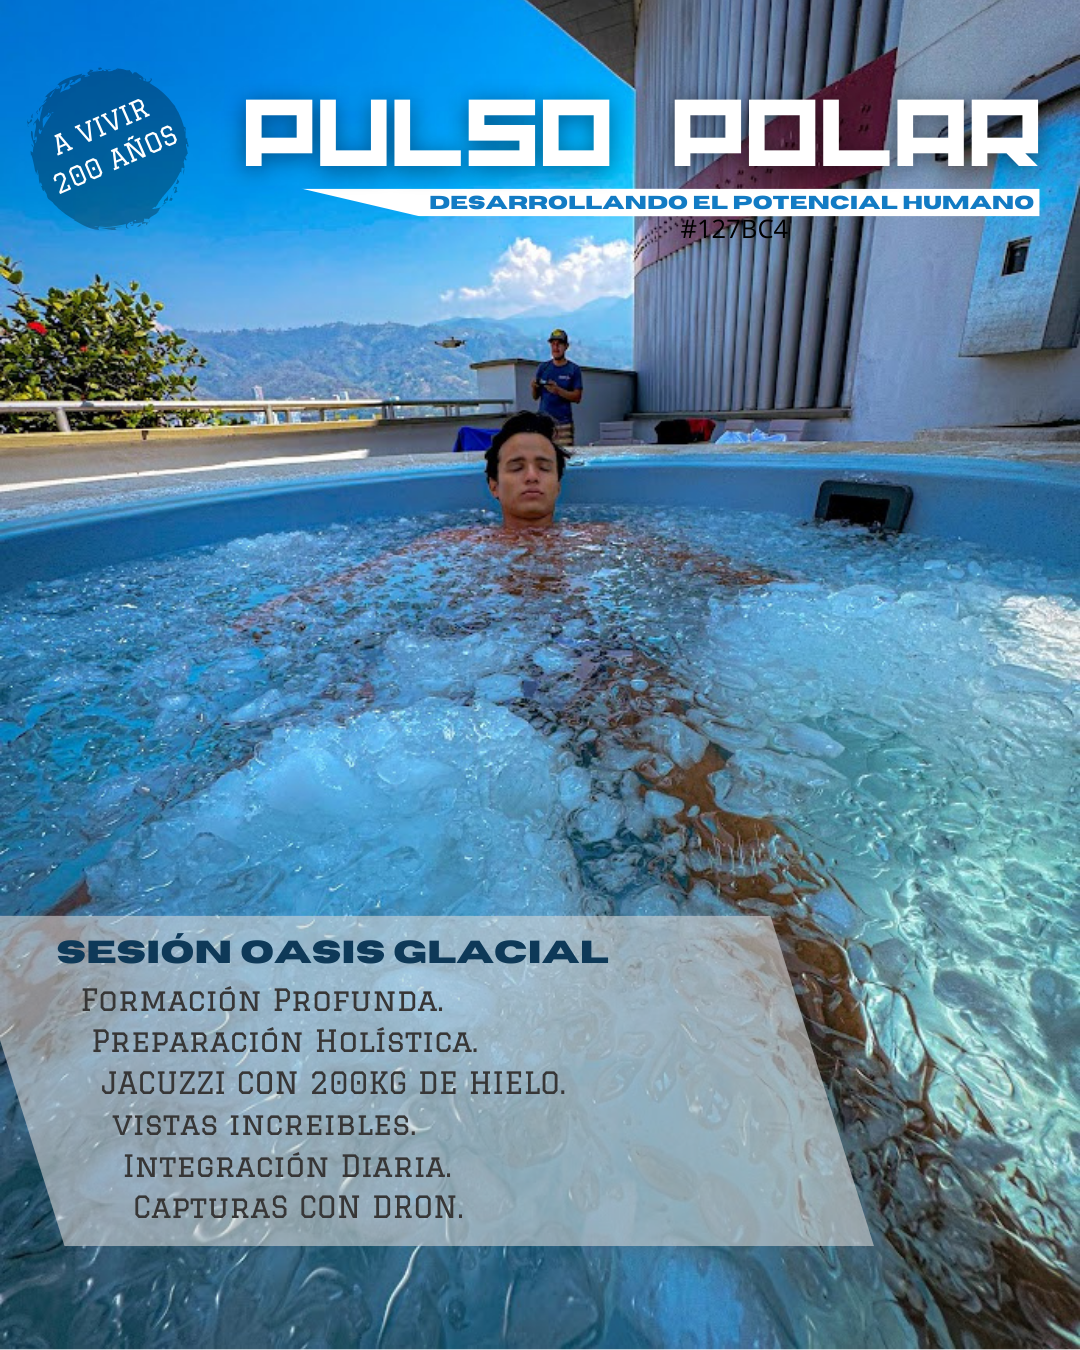 A VIVIR
200 AÑOS
PULSO POLAR
DESARROLLANDO EL POTENCIAL HUMANO
#127BC4
SESIÓN OASIS GLACIAL
Formación Profunda.
Preparación Holística.
JACUZZI CON 200KG DE HIELO.
VISTAS INCREIBLES.
Integración Diaria.
CapturaS CON DRON.